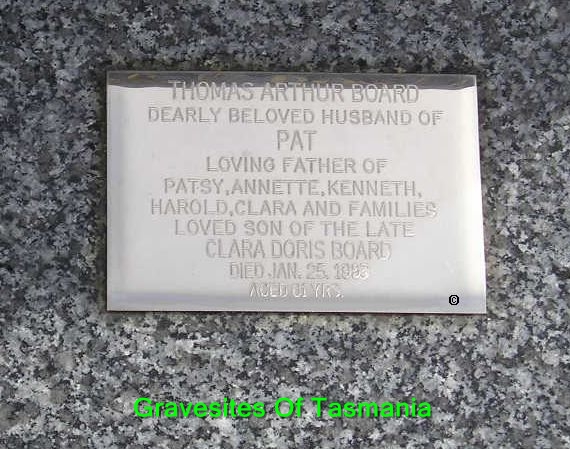 THOMAS ARTHUR BOARD
DEARLY BELOVED HUSBAND OF
PAT
LOVING FATHER OF
PATSY, ANNETTE, KENNETH,
HAROLD, CLARA AND FAMILIES
LOVED SON OF THE LATE
CLARA DORIS BOARD
DIED JAN. 25.
AGED YRS.
©
Gravesites Of Tasmania